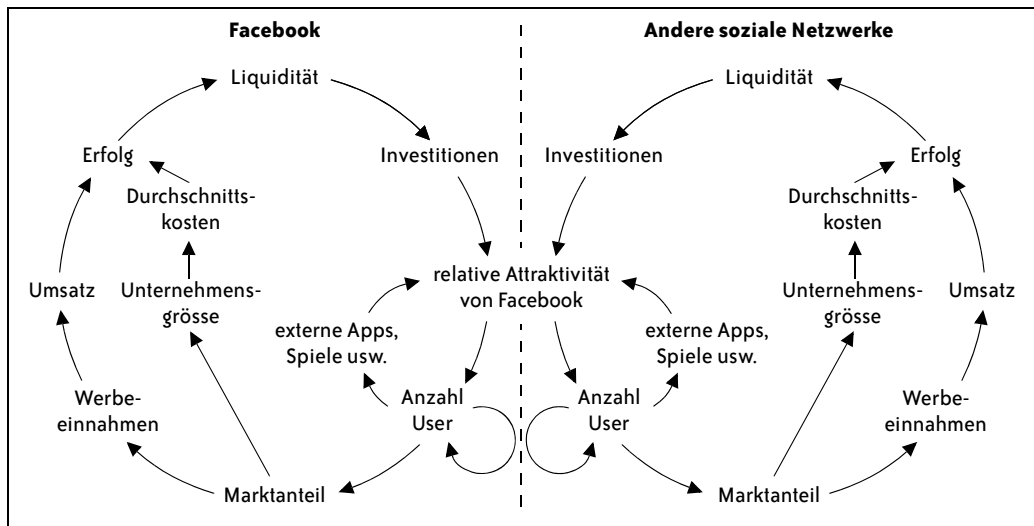 Facebook
Liquidität
Erfolg
Investitionen
Durchschnitts-
kosten
Umsatz
Unternehmens-
grösse
relative Attraktivität
von Facebook
externe Apps,
Spiele usw.
Werbe-
einnahmen
Anzahl
User
Marktanteil
Andere soziale Netzwerke
Liquidität
Investitionen
Erfolg
Durchschnitts-
kosten
Unternehmens-
grösse
Umsatz
externe Apps,
Spiele usw.
Anzahl
User
Werbe-
einnahmen
Marktanteil